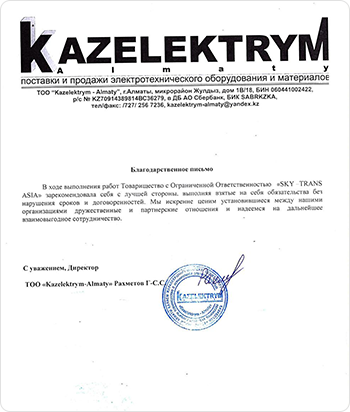 KAZELEKTRYM
Almaty
поставки и продажи электротехнического оборудования и материалов
ТОО "Kazelektrym - Almaty", г.Алматы, микрорайон Жулдыз, дом 1В/18, БИН 060441002422,
р/с № KZ70914389814BC36279, в ДБ АО Сбербанк, БИК SABRKZKA,
тел/факс: /727/ 256 7236, kazelektrym-almaty@yandex.kz
Благодарственное письмо
В ходе выполнения работ Товарищество с Ограниченной Ответственностью «SKY TRANS
ASIA» зарекомендовала себя с лучшей стороны, выполняя взятые на себя обязательства без
нарушения сроков и договоренностей. Мы искренне ценим установившиеся между нашими
организациями дружественные и партнерские отношения и надеемся на дальнейшее
взаимовыгодное сотрудничество.
С уважением, Директор
ТОО «Kazelektrym-Almaty» Рахметов Г-С.С
KAZELEKTRYM